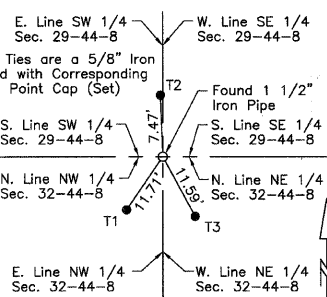 E. Line SW 1/4
Sec. 29-44-8
W. Line SE 1/4
Sec. 29-44-8
Ties are a 5/8" Iron
d with Corresponding
Point Cap (Set)
T2
Found 1 1/2"
Iron Pipe
7.47'
S. Line SW 1/4
Sec. 29-44-8
S. Line SE 1/4
Sec. 29-44-8
N. Line NW 1/4
Sec. 32-44-8
N. Line NE 1/4
Sec. 32-44-8
11.71'
11.59'
T1
T3
E. Line NW 1/4
Sec. 32-44-8
W. Line NE 1/4
Sec. 32-44-8